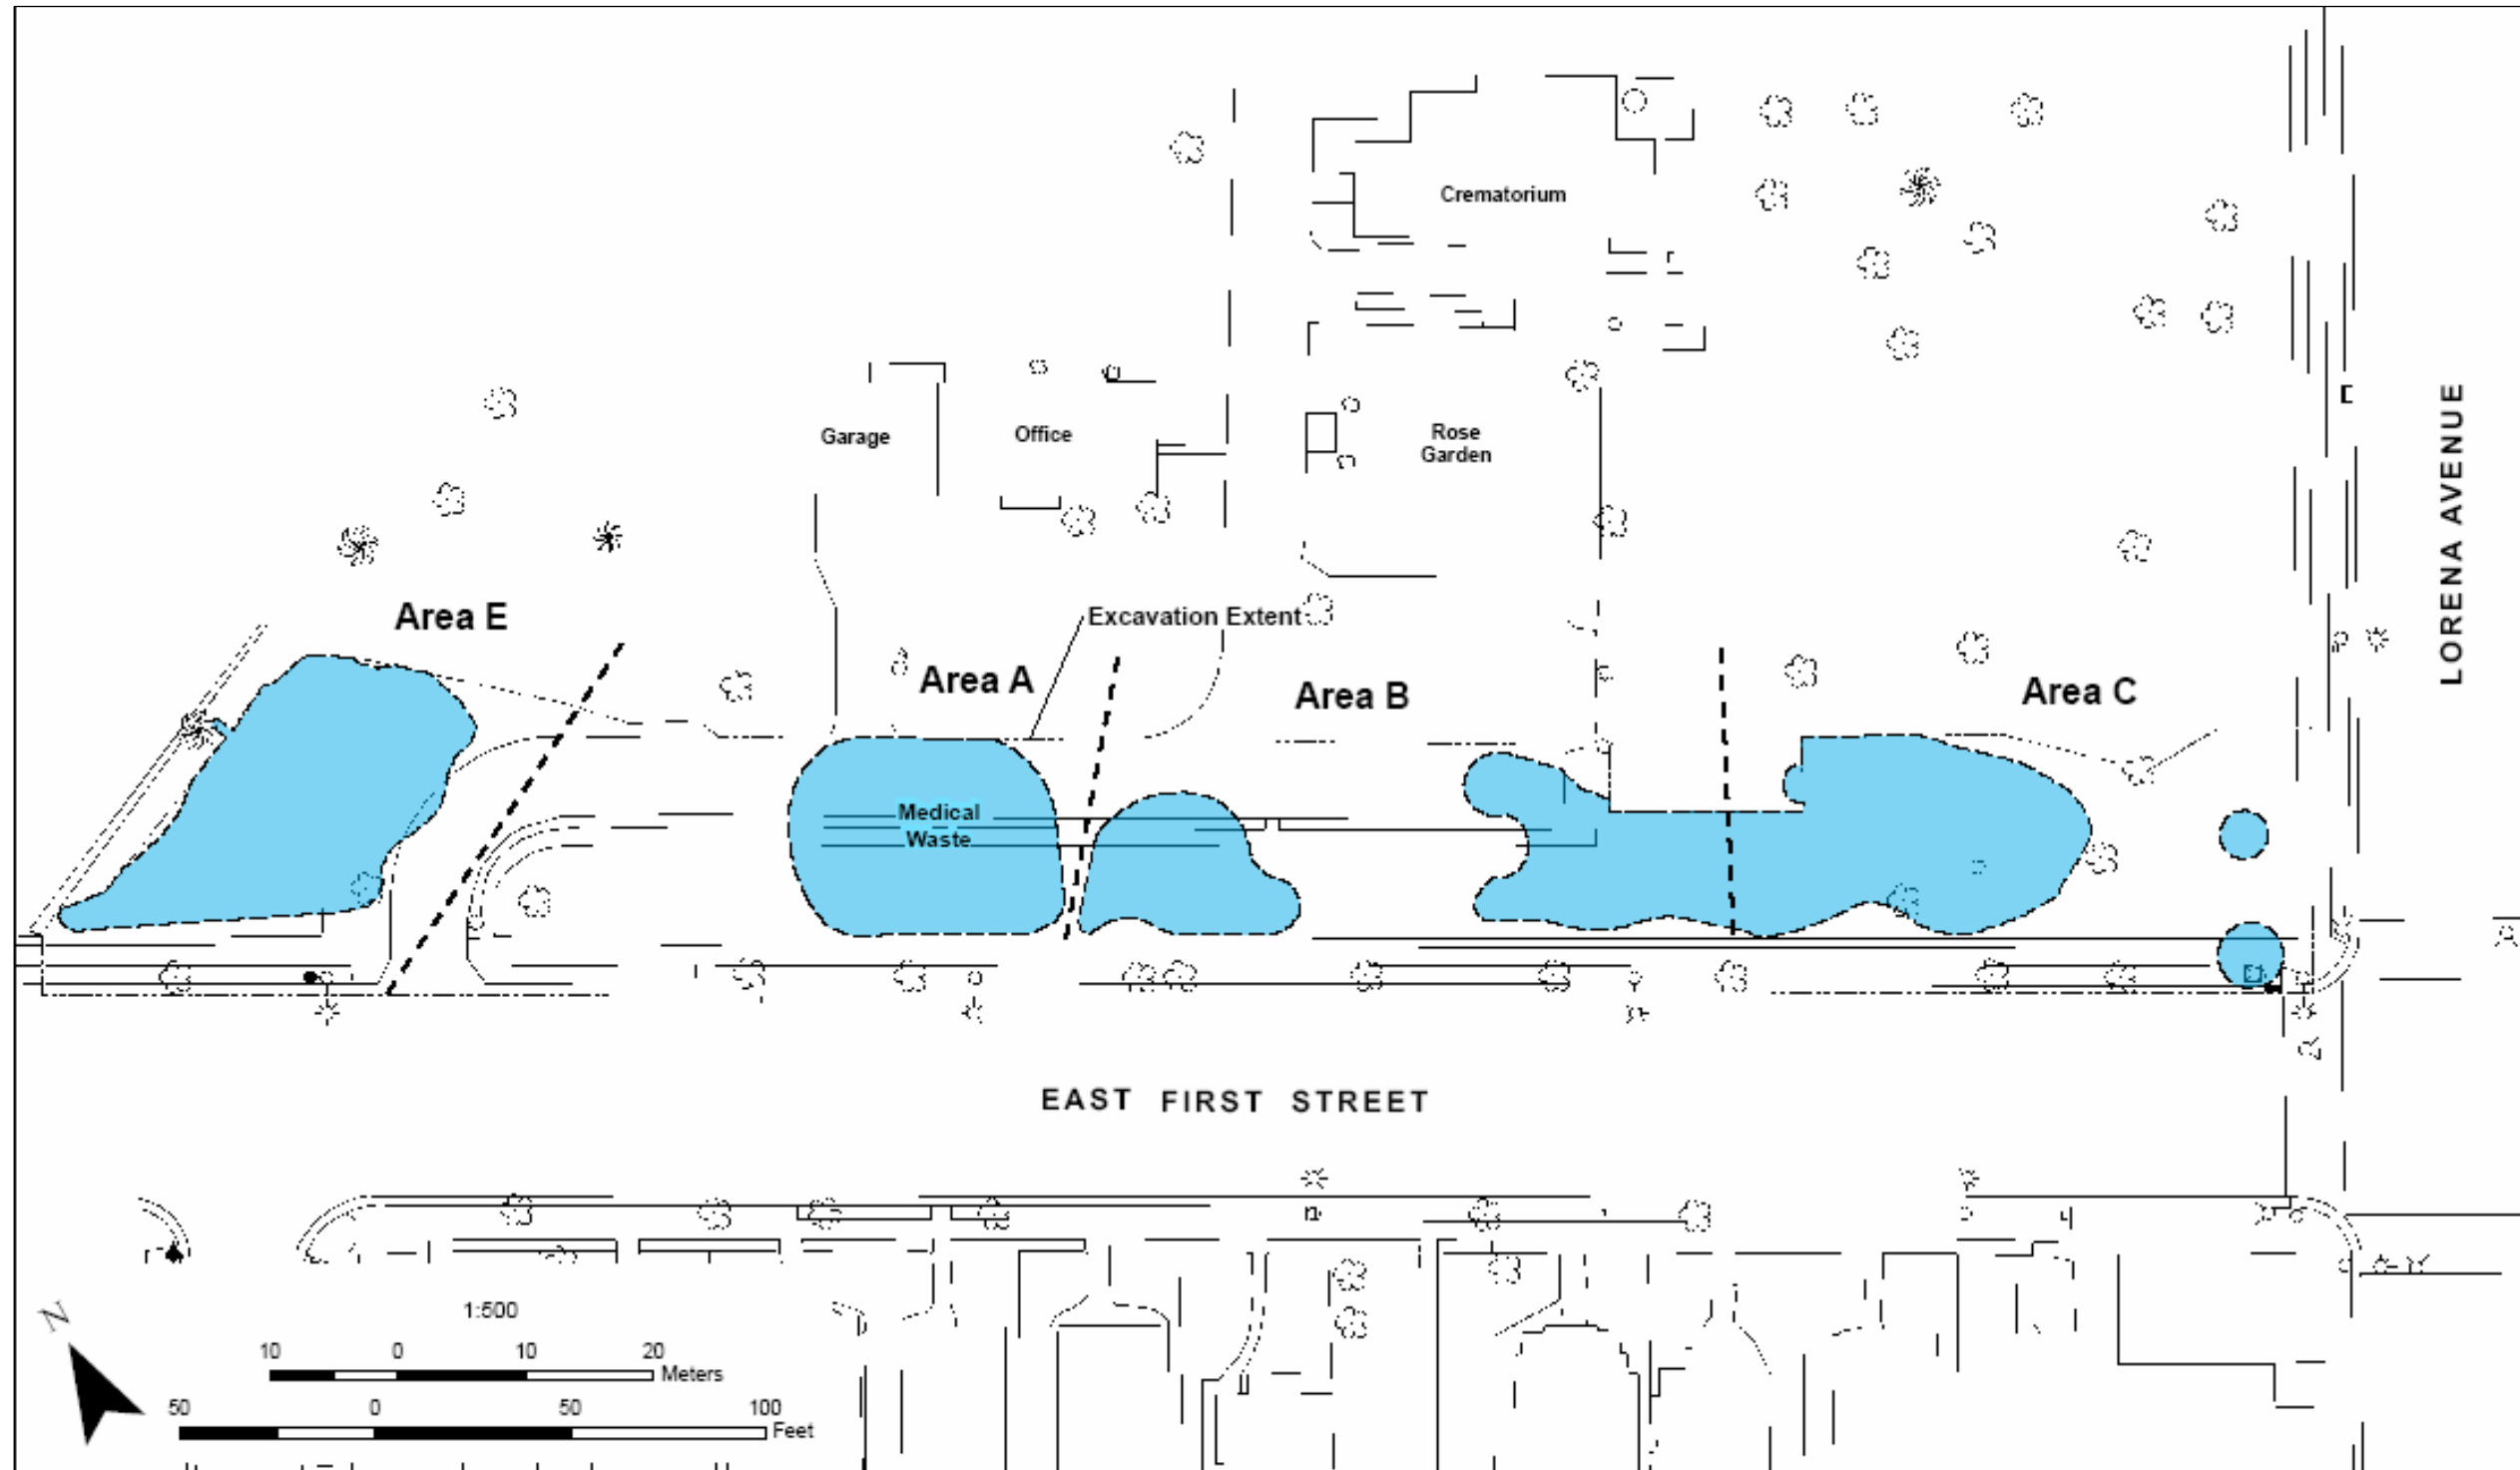 Crematorium
LORENA AVENUE
Garage
Office
Rose
Garden
Area E
Excavation Extent
Area A
Area B
Area C
Medical
Waste
EAST FIRST STREET
N
1:500
10 0 10 20
Meters
50 0 50 100
Feet